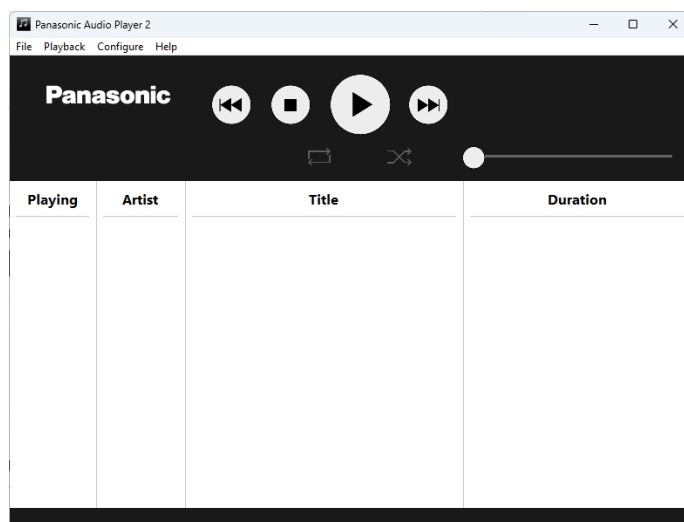 Panasonic Audio Player 2
File Playback Configure Help
Panasonic
Playing Artist Title Duration